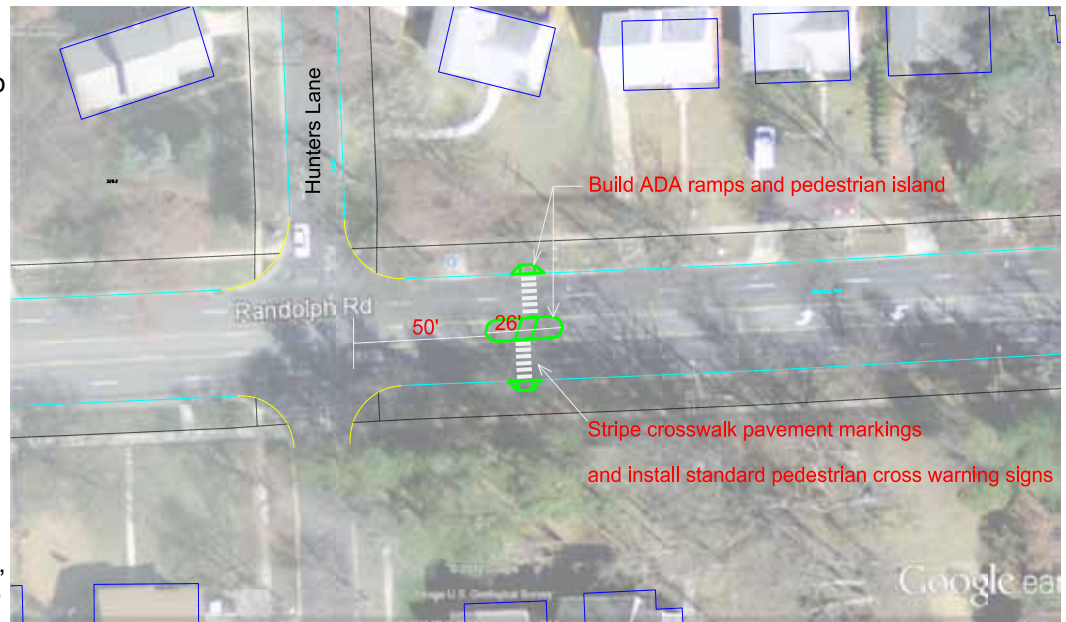 Hunters Lane
Build ADA ramps and pedestrian island
Randolph Rd
50'
26'
Stripe crosswalk pavement markings
and install standard pedestrian cross warning signs
Google ear